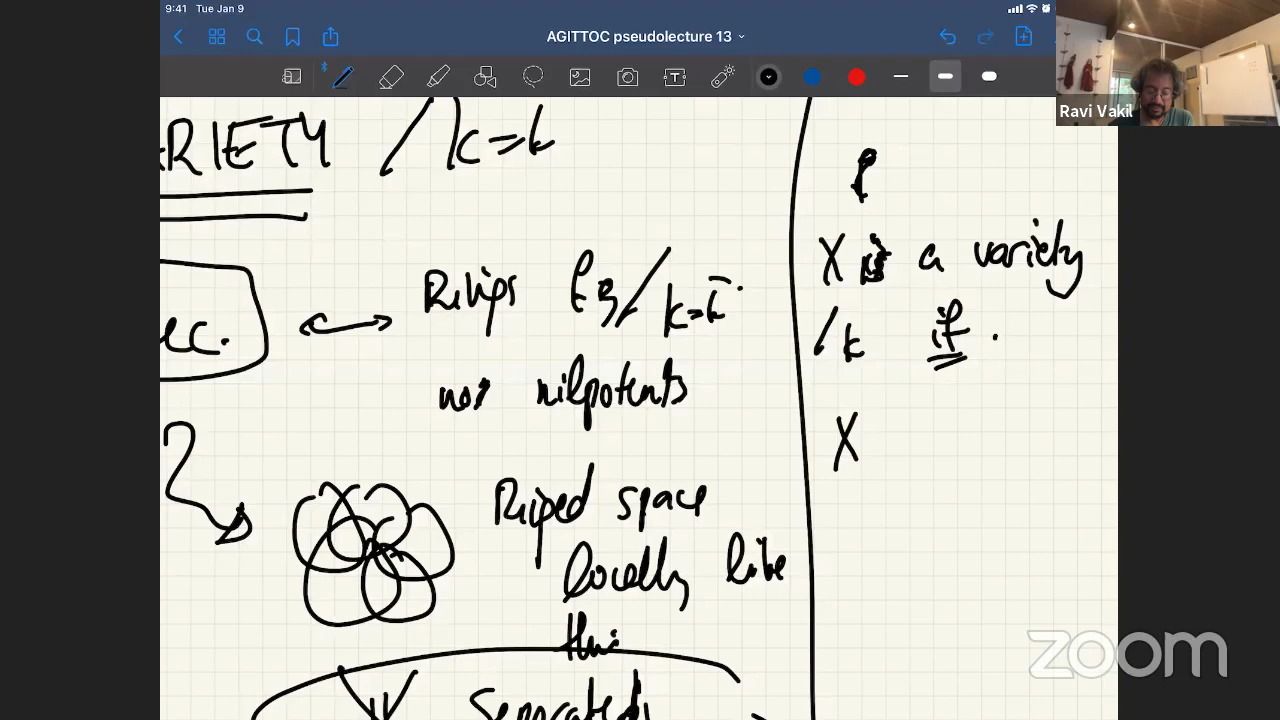 9:41 Tue Jan 9
AGITTOC pseudolecture 13
Ravi Vakil
RIETY / k=k
ec. ↔ Rings f.g/k=k̄.
no nilpotents
Ringed space
locally like
this
Separated
P
X is a variety
/k if.
X
zoom